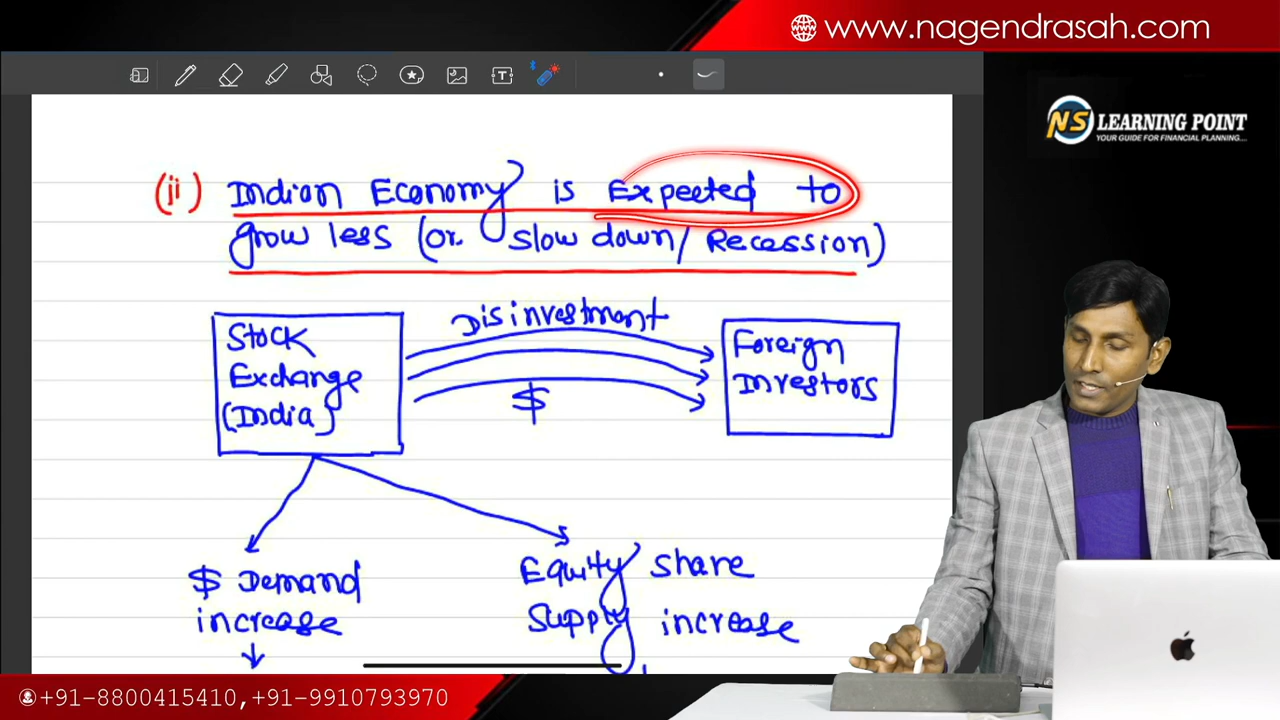 www.nagendrasah.com
NS LEARNING POINT
YOUR GUIDE FOR FINANCIAL PLANNING....
(ii) Indian Economy is Expected to
grow less (or. Slow down/ Recession)
Disinvestment
Stock
Exchange
(India)
$
Foreign
Investors
$ Demand
increase
Equity share
supply increase
+91-8800415410,+91-9910793970